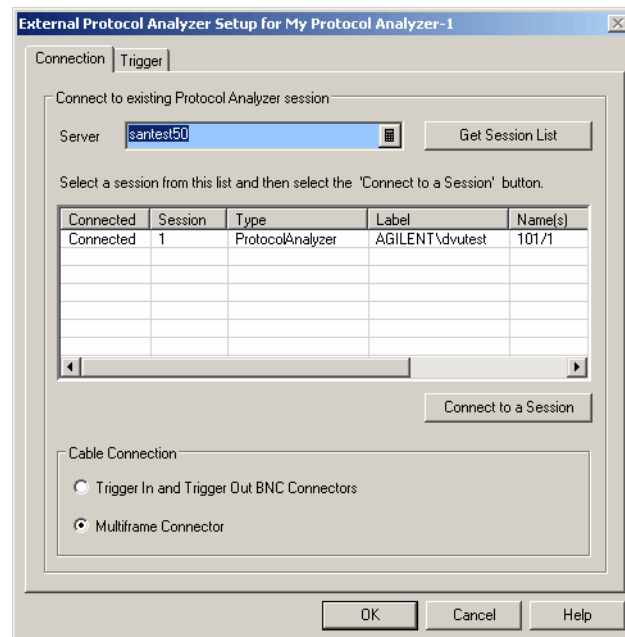 External Protocol Analyzer Setup for My Protocol Analyzer-1
Connection Trigger
Connect to existing Protocol Analyzer session
Server santest50 Get Session List
Select a session from this list and then select the 'Connect to a Session' button.
Connected Session Type Label Name(s)
Connected 1 ProtocolAnalyzer AGILENT\dvutest 101/1
Connect to a Session
Cable Connection
Trigger In and Trigger Out BNC Connectors
Multiframe Connector
OK Cancel Help